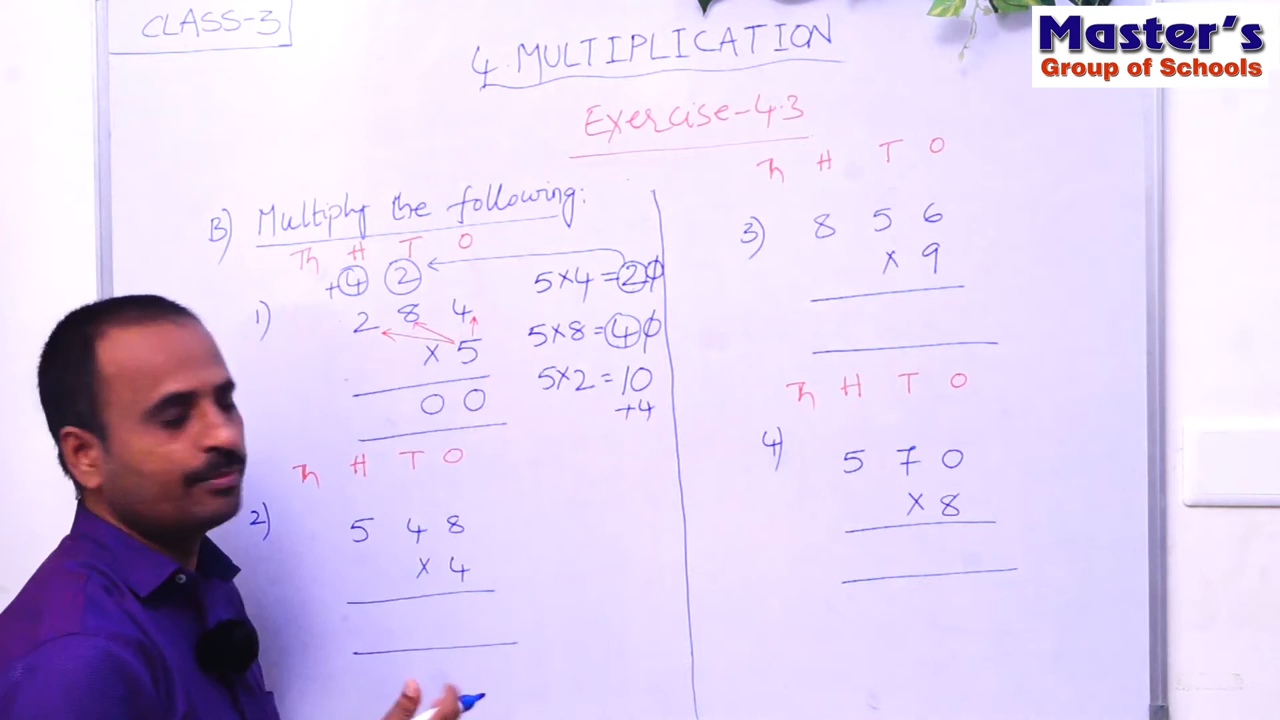 CLASS-3
4. MULTIPLICATION
Master's
Group of Schools
Exercise-4.3
B) Multiply the following:
Th H T O
+4 2
1) 2 8 4
× 5
0 0
5×4=20
5×8=40
5×2=10
+4
Th H T O
2) 5 4 8
× 4
Th H T O
3) 8 5 6
× 9
Th H T O
4) 5 7 0
× 8